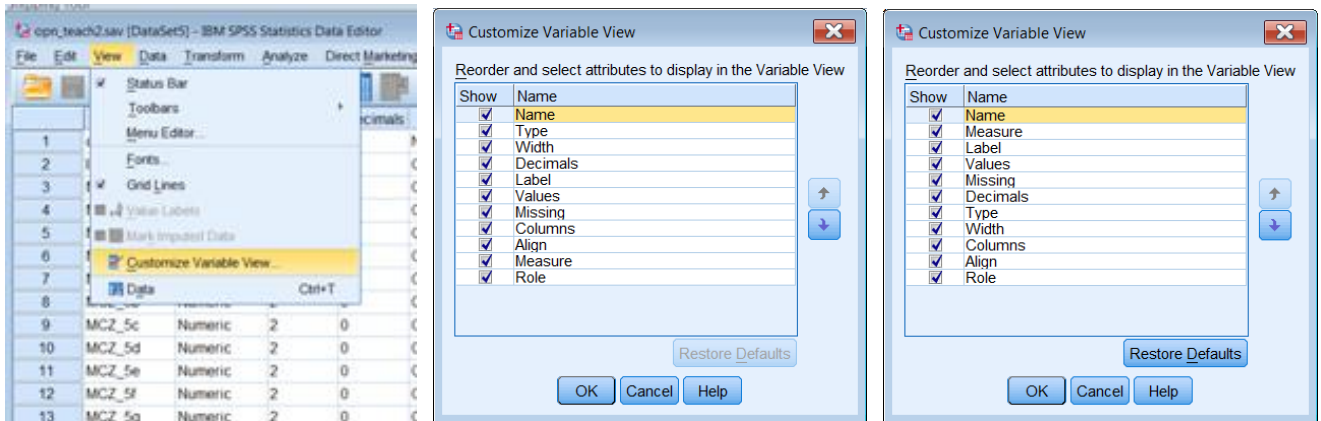 opn_teach2.sav [DataSet5] - IBM SPSS Statistics Data Editor
File Edit View Data Transform Analyze Direct Marketing
Status Bar
Toolbars
Menu Editor...
Fonts...
Grid Lines
Value Labels
Mark Imputed Data
Customize Variable View...
Data Ctrl+T
1
2
3
4
5
6
7
8
9 MCZ_5c Numeric 2 0
10 MCZ_5d Numeric 2 0
11 MCZ_5e Numeric 2 0
12 MCZ_5f Numeric 2 0
13 MCZ_5g Numeric 2 0
Customize Variable View
Reorder and select attributes to display in the Variable View
Show Name
Name
Type
Width
Decimals
Label
Values
Missing
Columns
Align
Measure
Role
Restore Defaults
OK Cancel Help
Customize Variable View
Reorder and select attributes to display in the Variable View
Show Name
Name
Measure
Label
Values
Missing
Decimals
Type
Width
Columns
Align
Role
Restore Defaults
OK Cancel Help